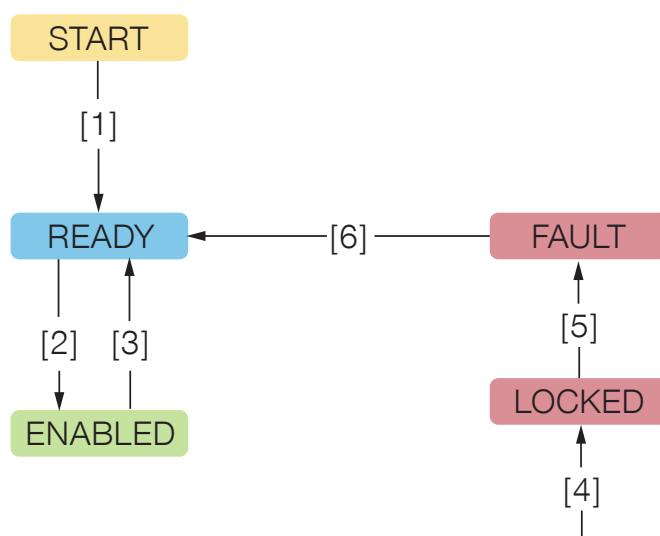 START
[1]
READY
[6]
FAULT
[2]
[3]
[5]
LOCKED
ENABLED
[4]